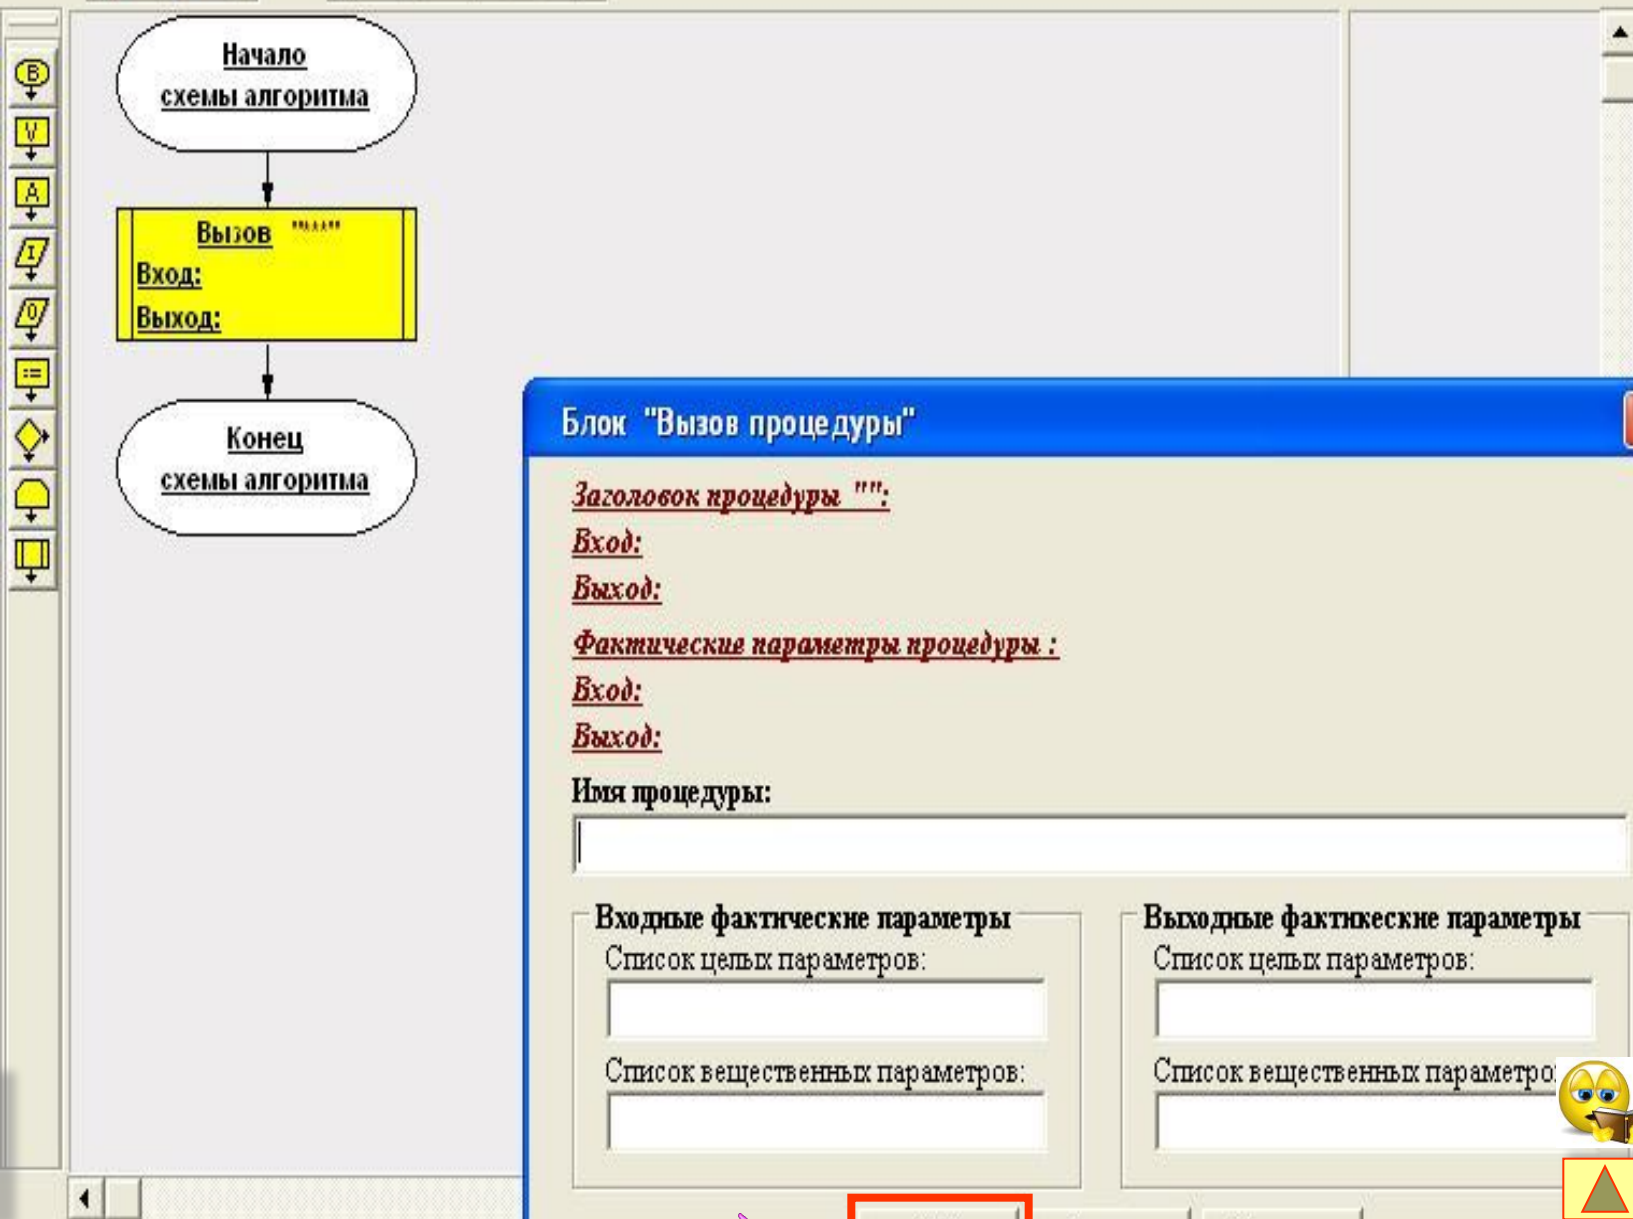 B
V
A
I
O
:=
Начало
схемы алгоритма
Вызов "***"
Вход:
Выход:
Конец
схемы алгоритма
Блок "Вызов процедуры"
Заголовок процедуры "":
Вход:
Выход:
Фактические параметры процедуры :
Вход:
Выход:
Имя процедуры:
Входные фактические параметры
Список целых параметров:
Список вещественных параметров:
Выходные фактикеские параметры
Список целых параметров:
Список вещественных параметро